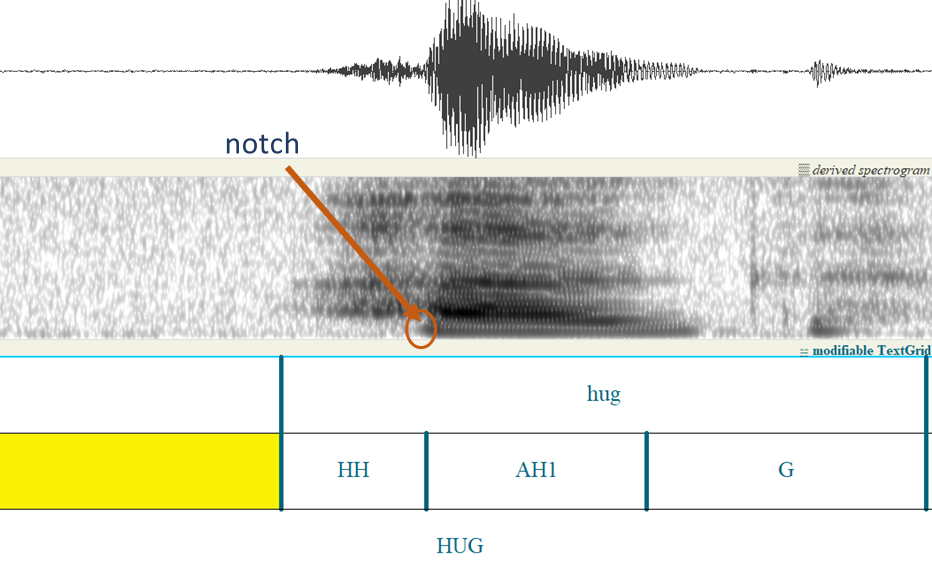 notch
derived spectrogram
modifiable TextGrid
hug
HH AH1 G
HUG